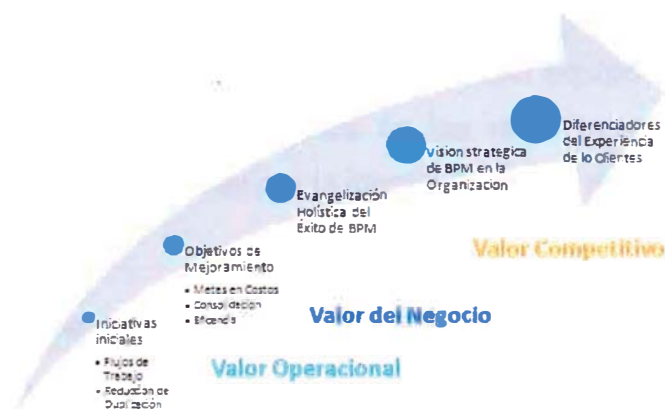 Iniciativas
iniciales
• Flujos de
Trabajo
• Reduccion de
Duplicación
Objetivos de
Mejoramiento
• Metas en Costos
• Consolidacion
• Eficiencia
Evangelización
Holística del
Éxito de BPM
Vision strategica
de BPM en la
Organizacion
Diferenciadores
del Experiencia
de lo Clientes
Valor Operacional
Valor del Negocio
Valor Competitivo